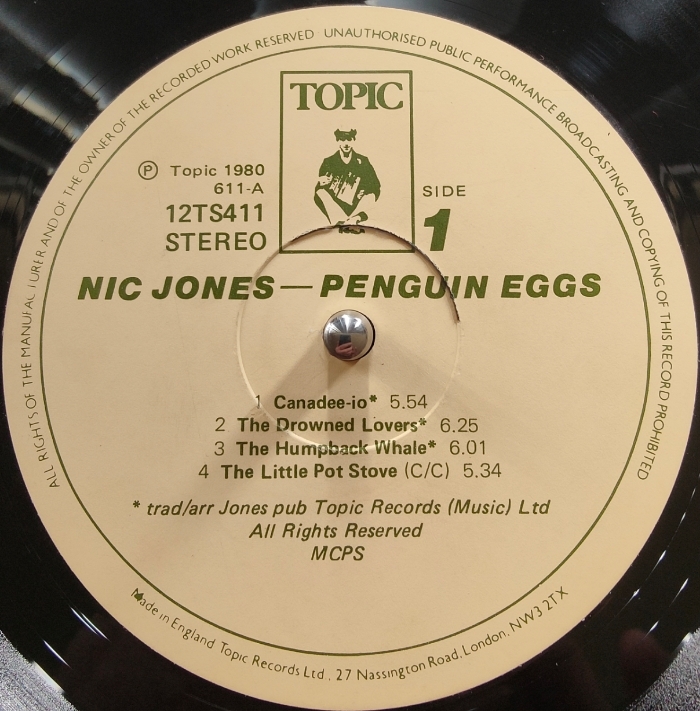 ALL RIGHTS OF THE MANUFACTURER AND OF THE OWNER OF THE RECORDED WORK RESERVED UNAUTHORISED PUBLIC PERFORMANCE BROADCASTING AND COPYING OF THIS RECORD PROHIBITED
TOPIC
Ⓟ Topic 1980
611-A
12TS411
STEREO
SIDE
1
NIC JONES — PENGUIN EGGS
1 Canadee-io* 5.54
2 The Drowned Lovers* 6.25
3 The Humpback Whale* 6.01
4 The Little Pot Stove (C/C) 5.34
* trad/arr Jones pub Topic Records (Music) Ltd
All Rights Reserved
MCPS
Made in England Topic Records Ltd. 27 Nassington Road, London. NW3 2TX